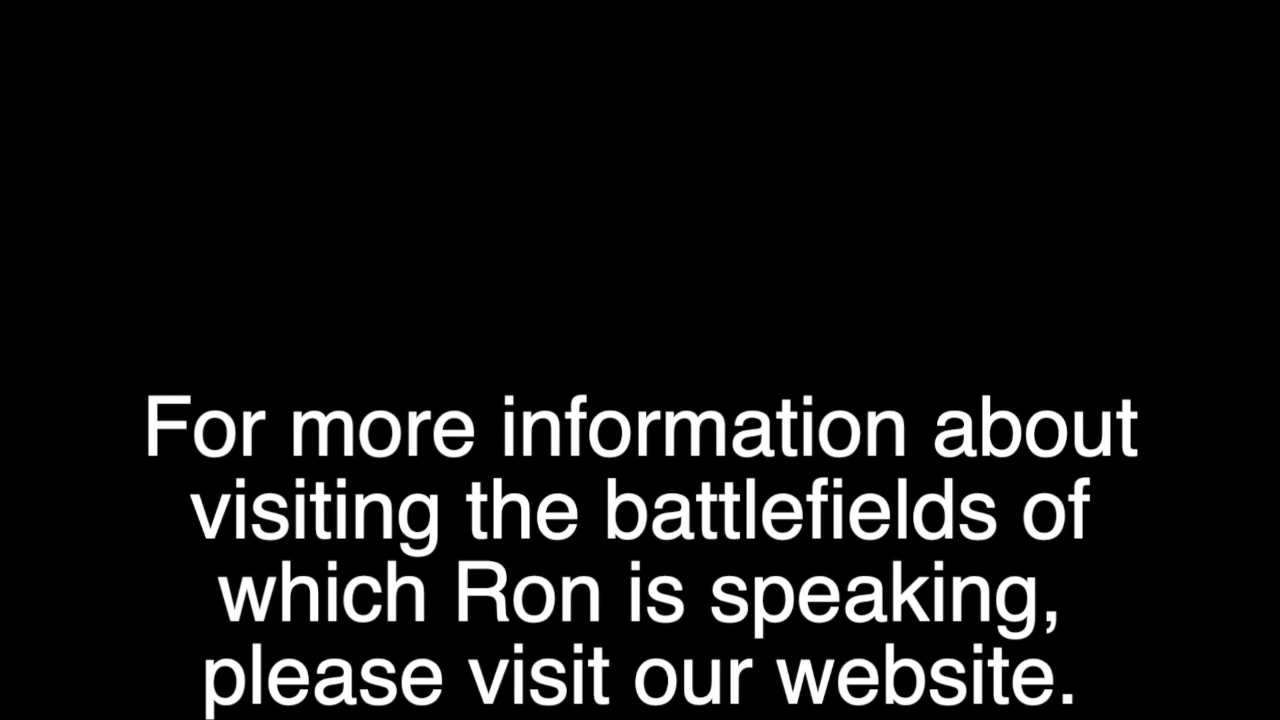 For more information about
visiting the battlefields of
which Ron is speaking,
please visit our website.